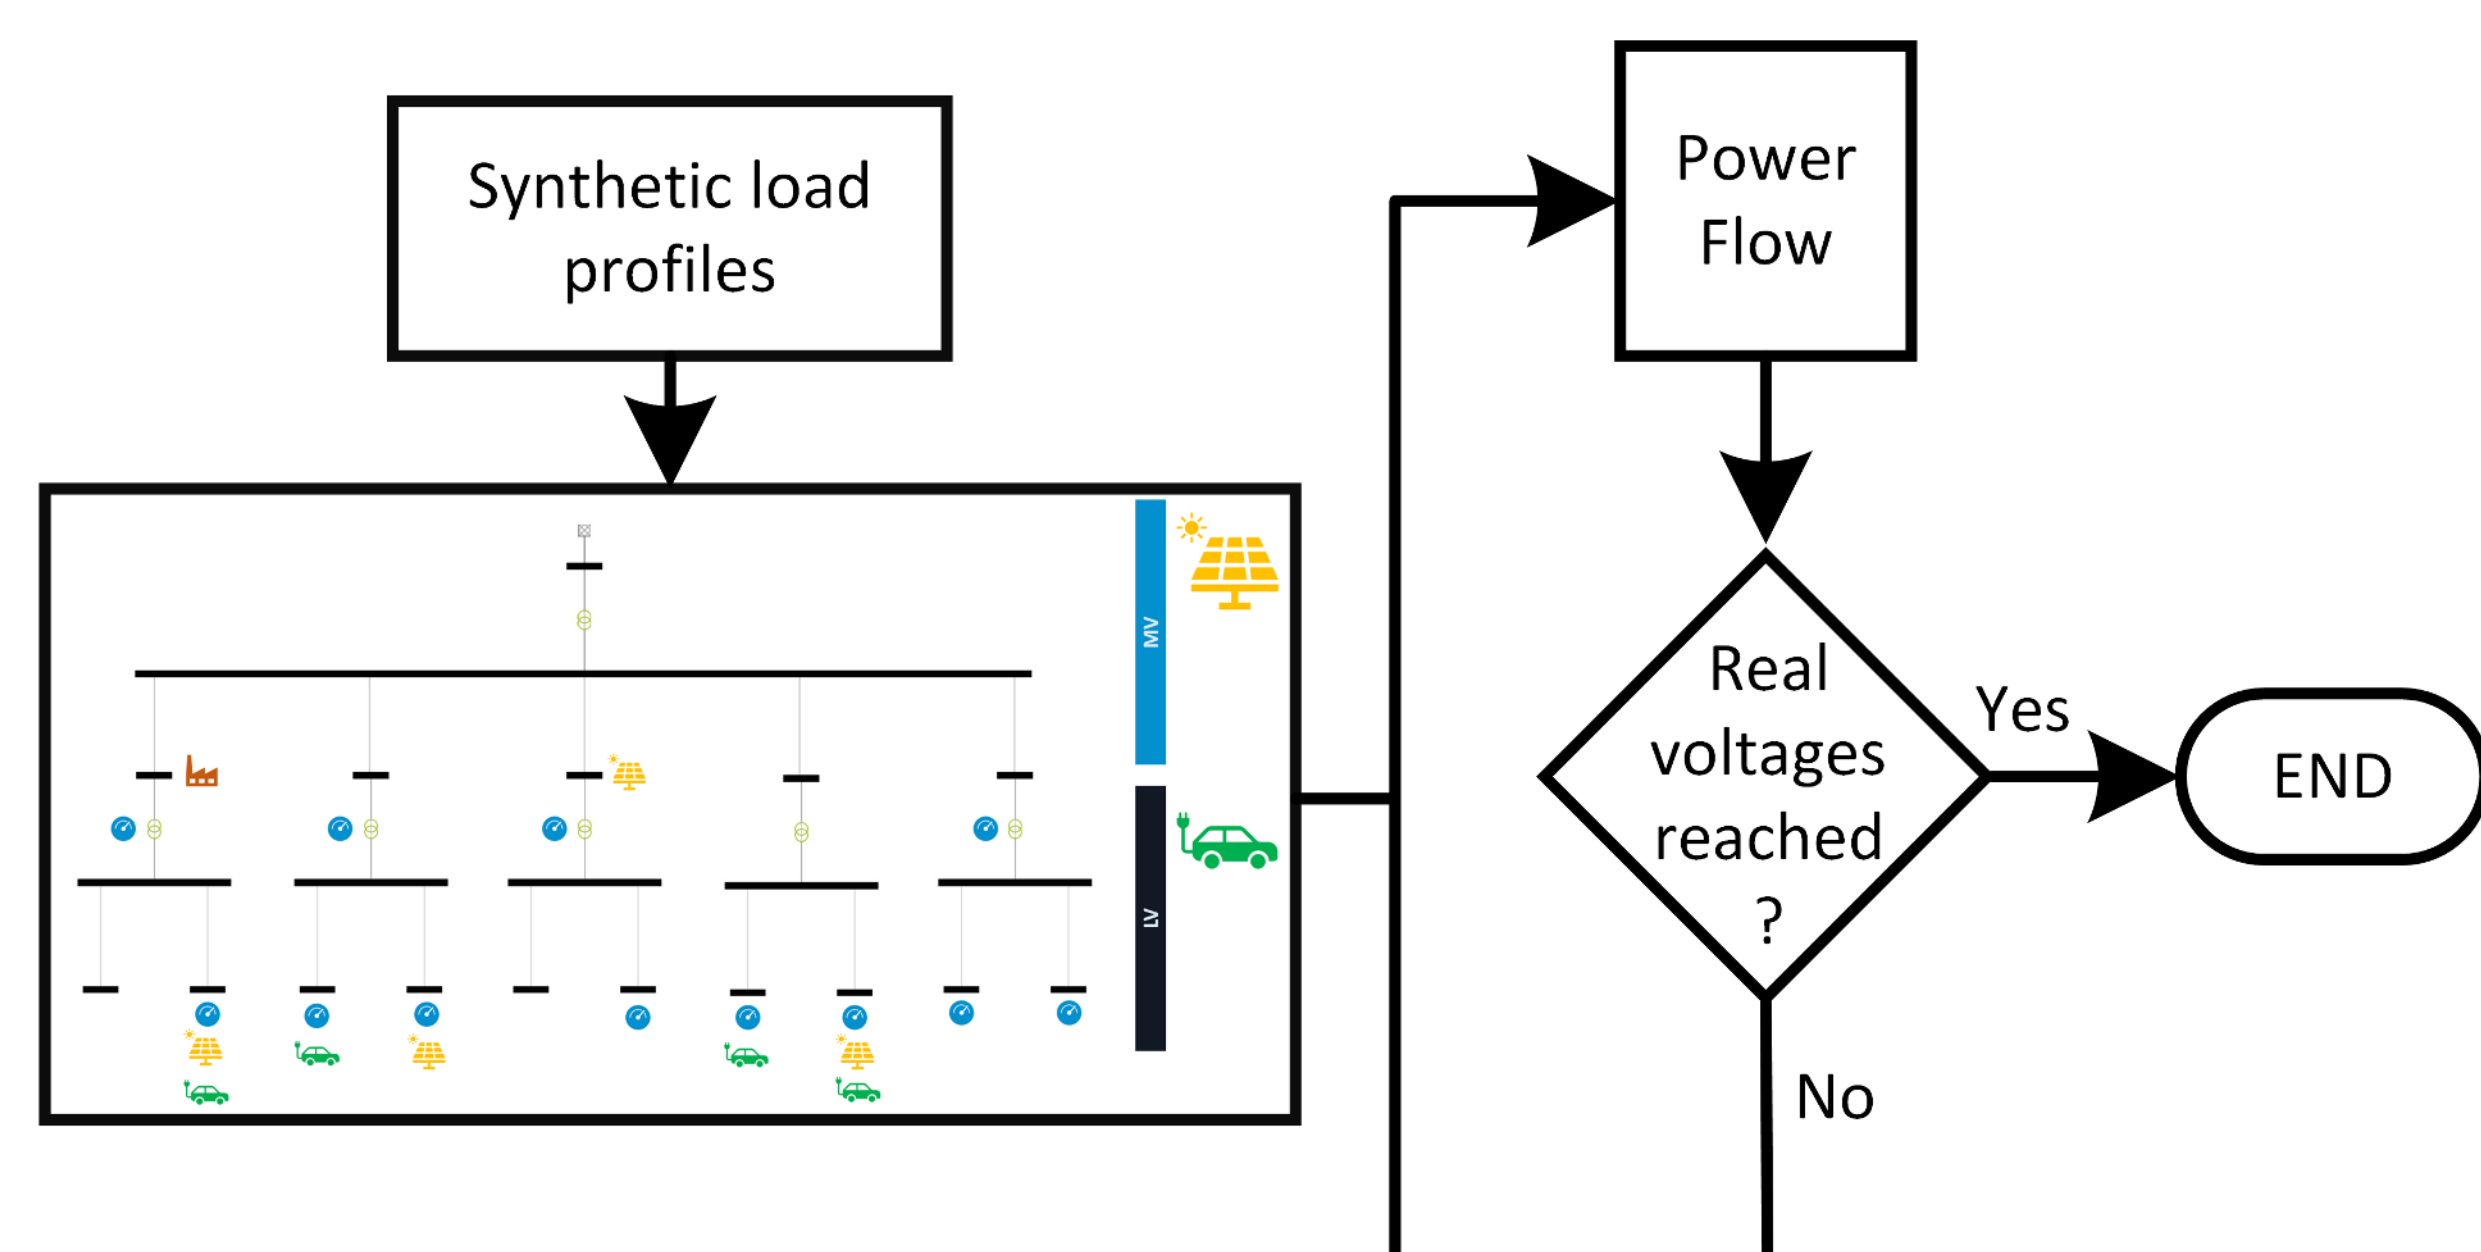 Synthetic load
profiles
MV
LV
Power
Flow
Real
voltages
reached
?
Yes
END
No